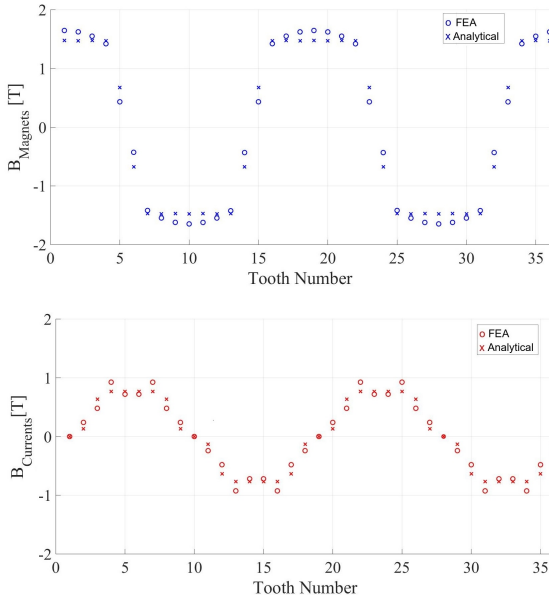 2
1
0
-1
-2
B_Magnets [T]
FEA
Analytical
0 5 10 15 20 25 30 35
Tooth Number
2
1
0
-1
-2
B_Currents[T]
FEA
Analytical
0 5 10 15 20 25 30 35
Tooth Number